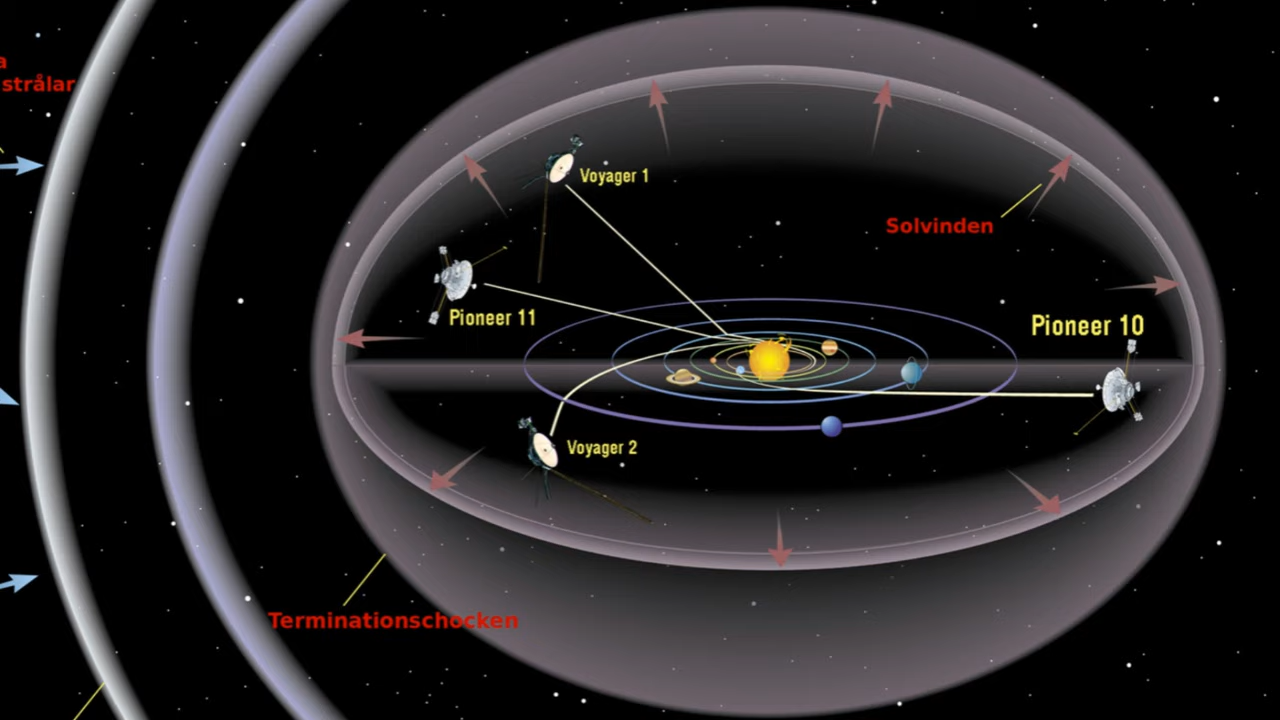 a
strålar
Voyager 1
Solvinden
Pioneer 11
Pioneer 10
Voyager 2
Terminationschocken